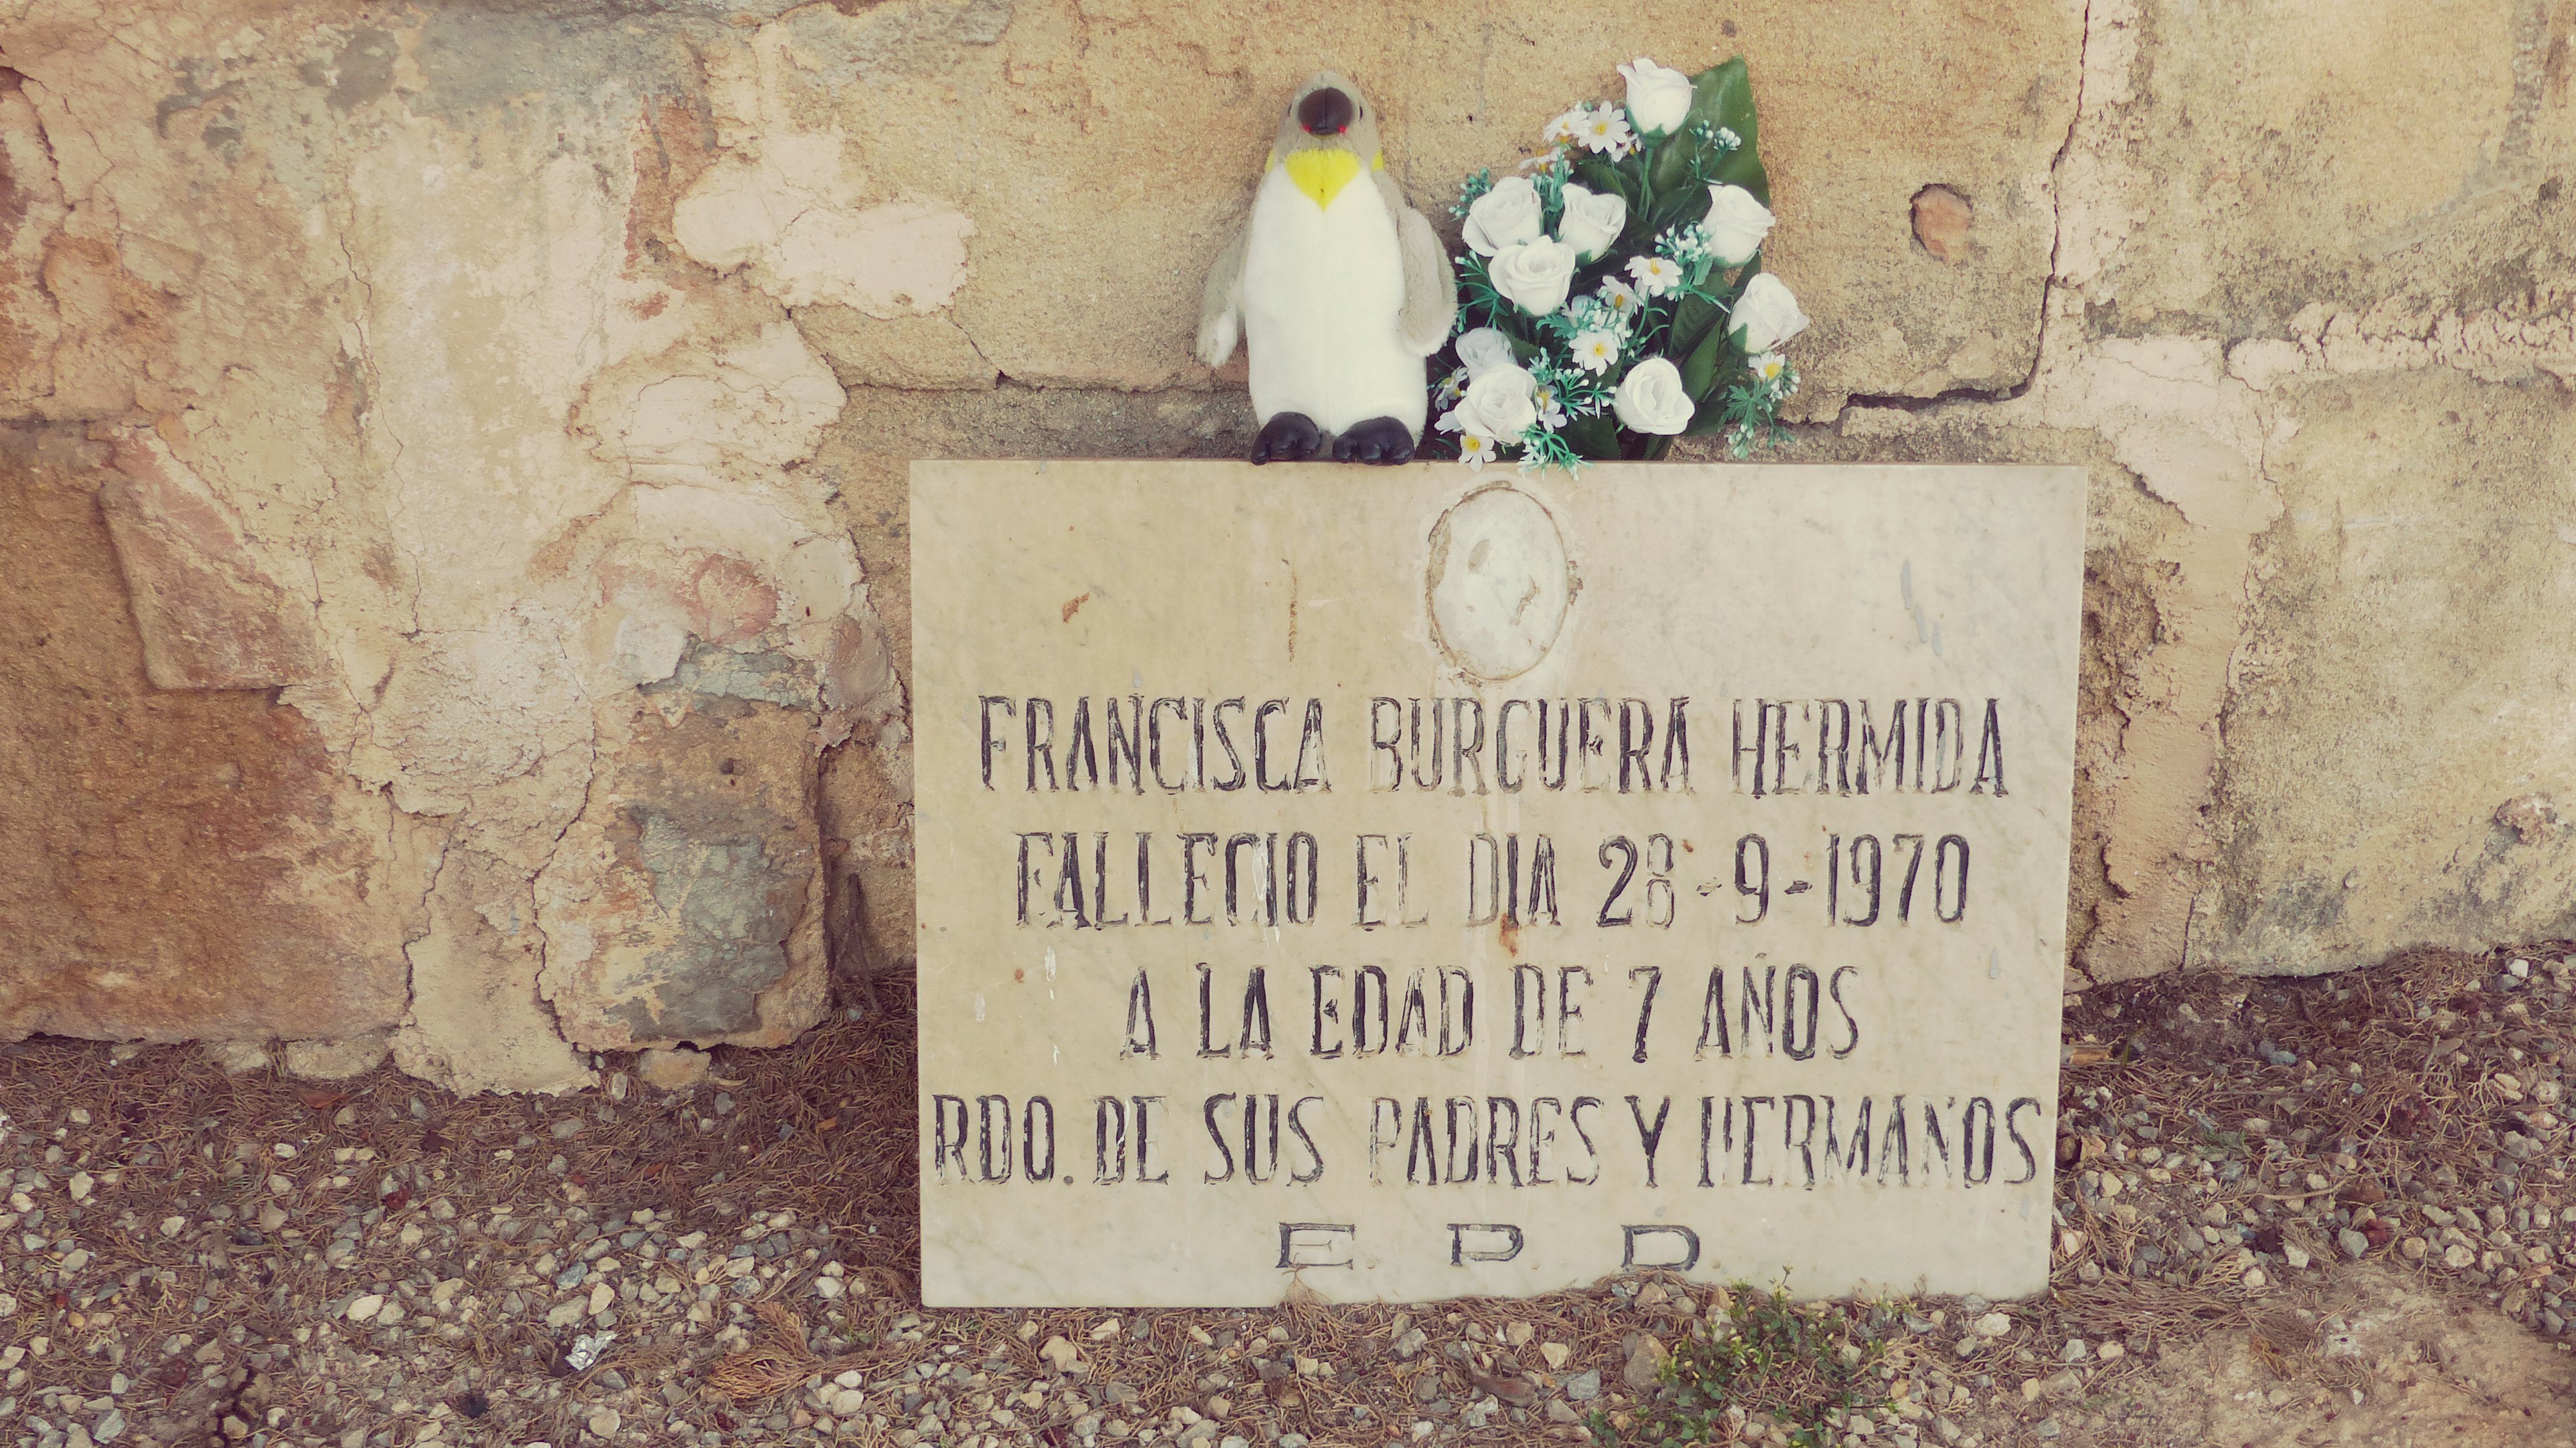 FRANCISCA BURGUERA HERMIDA
FALLECIO EL DIA 28-9-1970
A LA EDAD DE 7 AÑOS
RDO. DE SUS PADRES Y HERMANOS
E P D